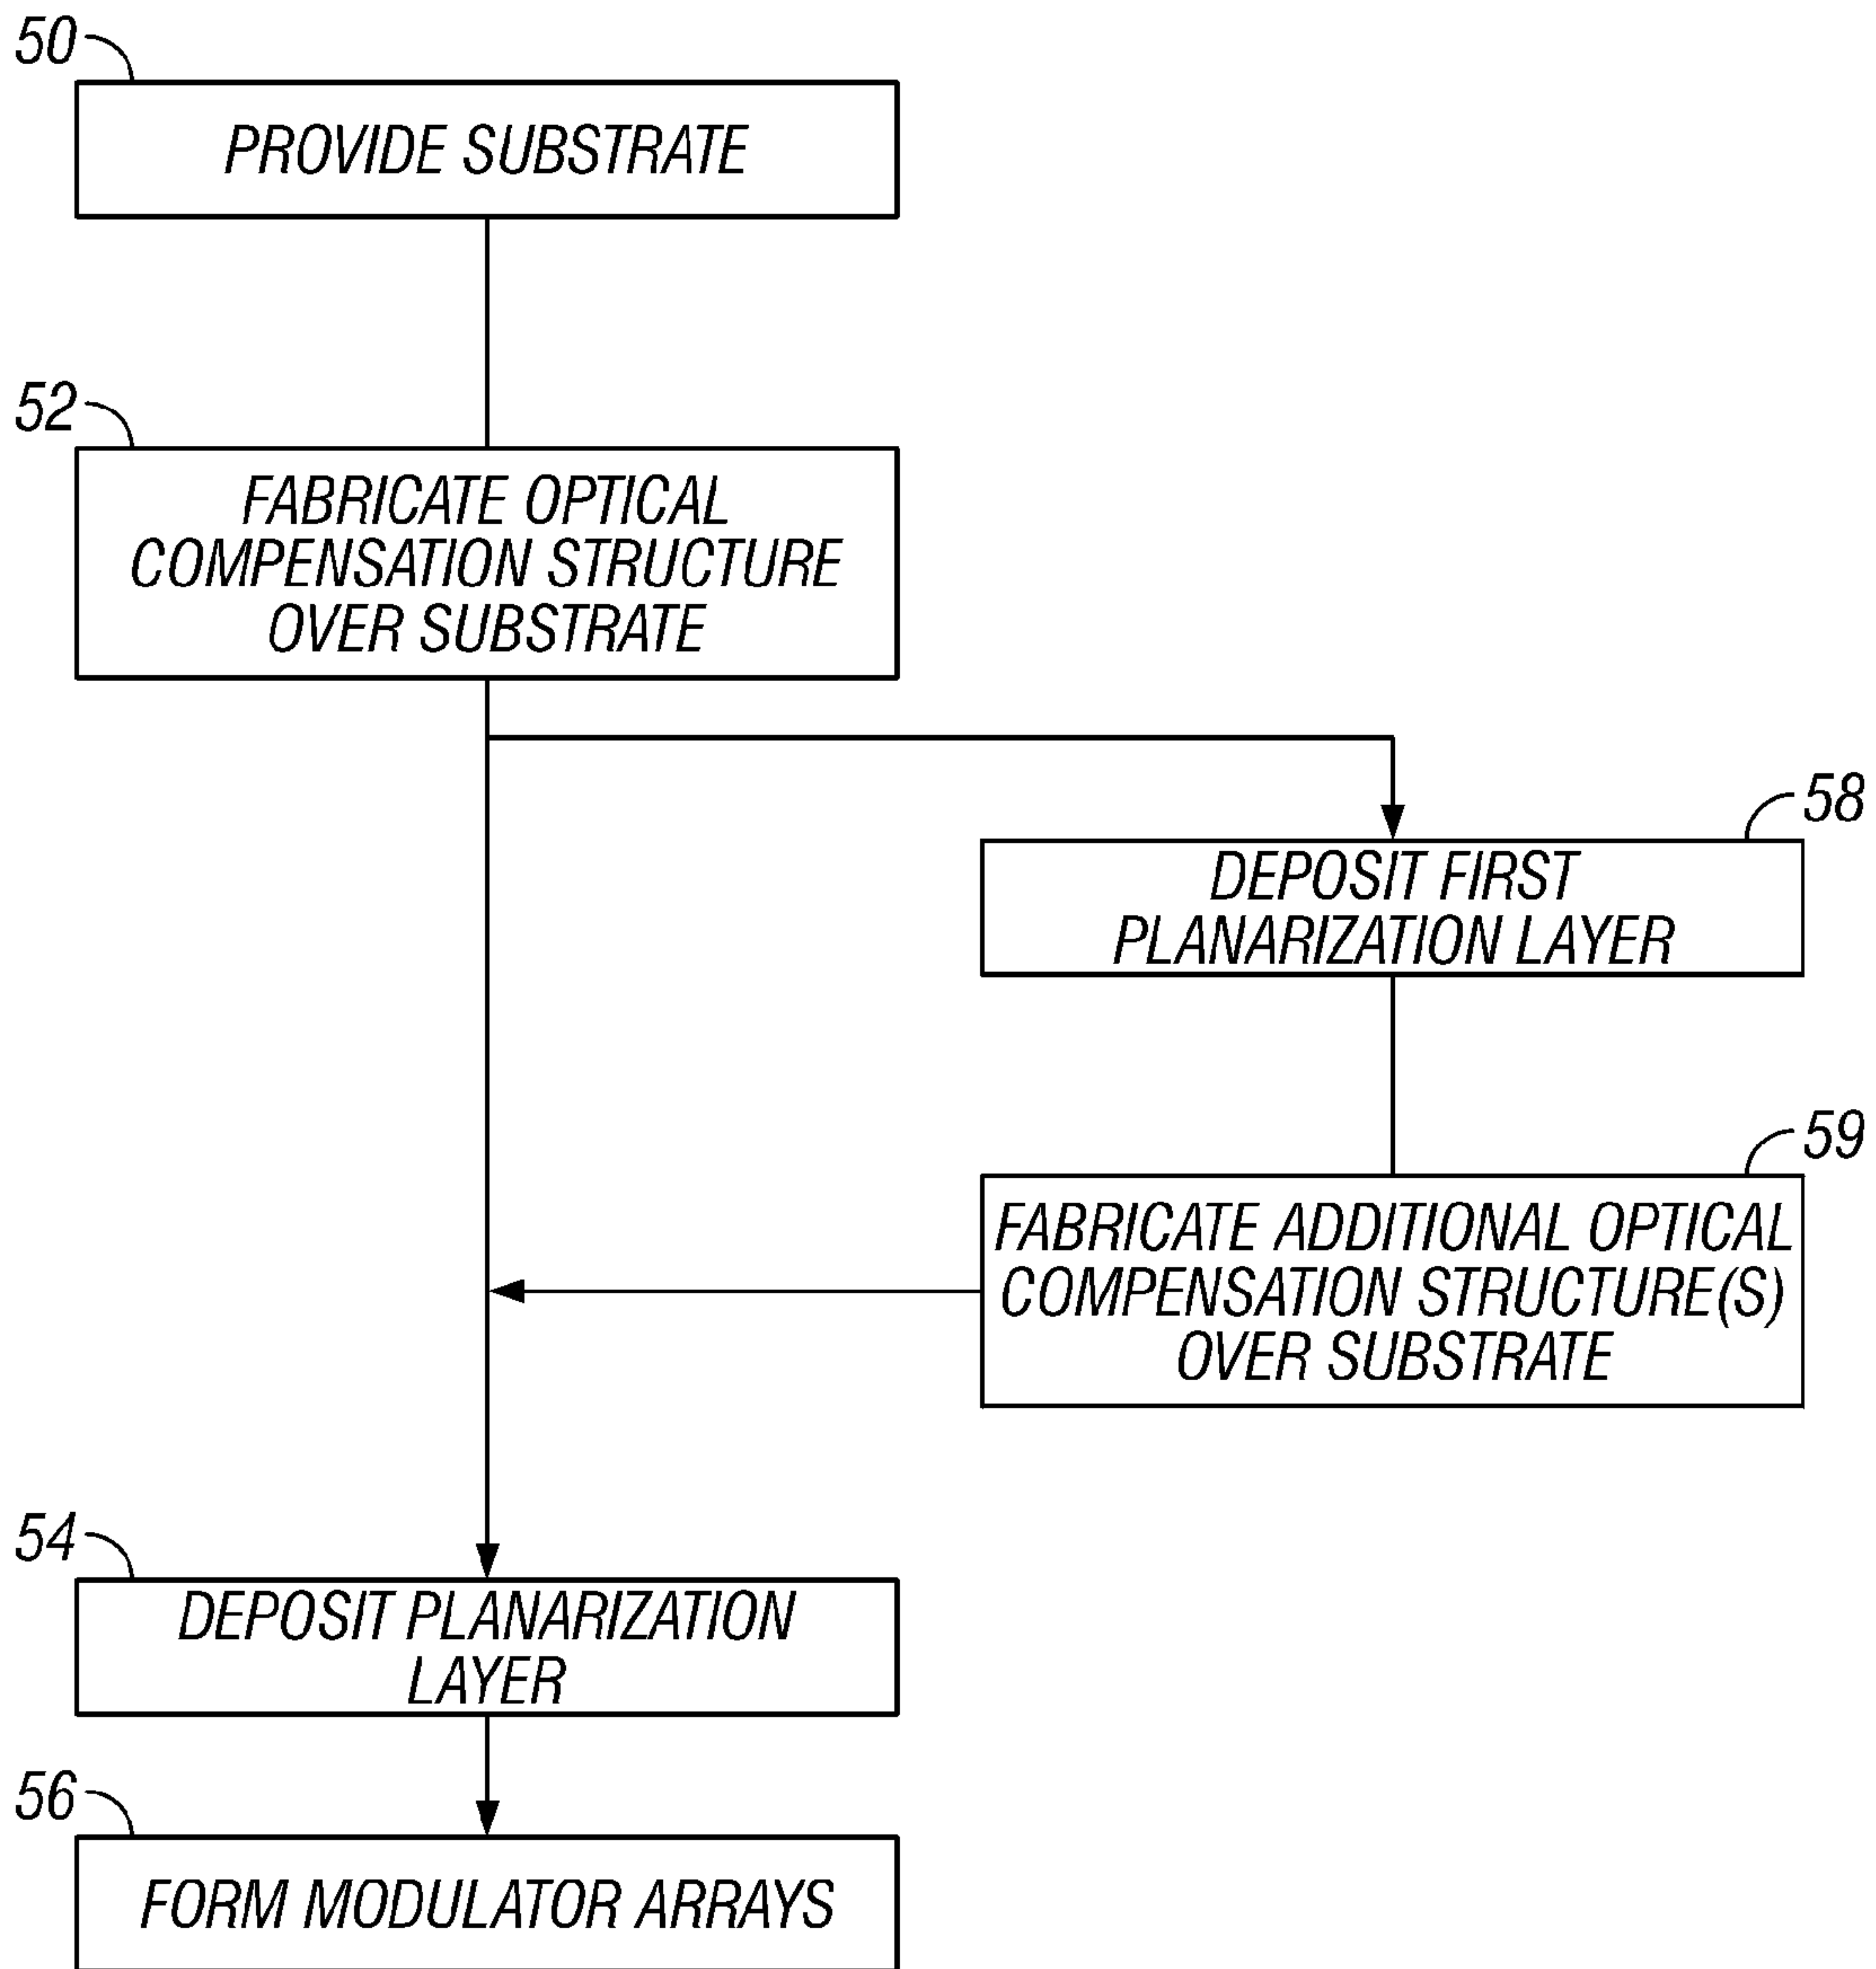 50
PROVIDE SUBSTRATE
52
FABRICATE OPTICAL
COMPENSATION STRUCTURE
OVER SUBSTRATE
58
DEPOSIT FIRST
PLANARIZATION LAYER
59
FABRICATE ADDITIONAL OPTICAL
COMPENSATION STRUCTURE(S)
OVER SUBSTRATE
54
DEPOSIT PLANARIZATION
LAYER
56
FORM MODULATOR ARRAYS